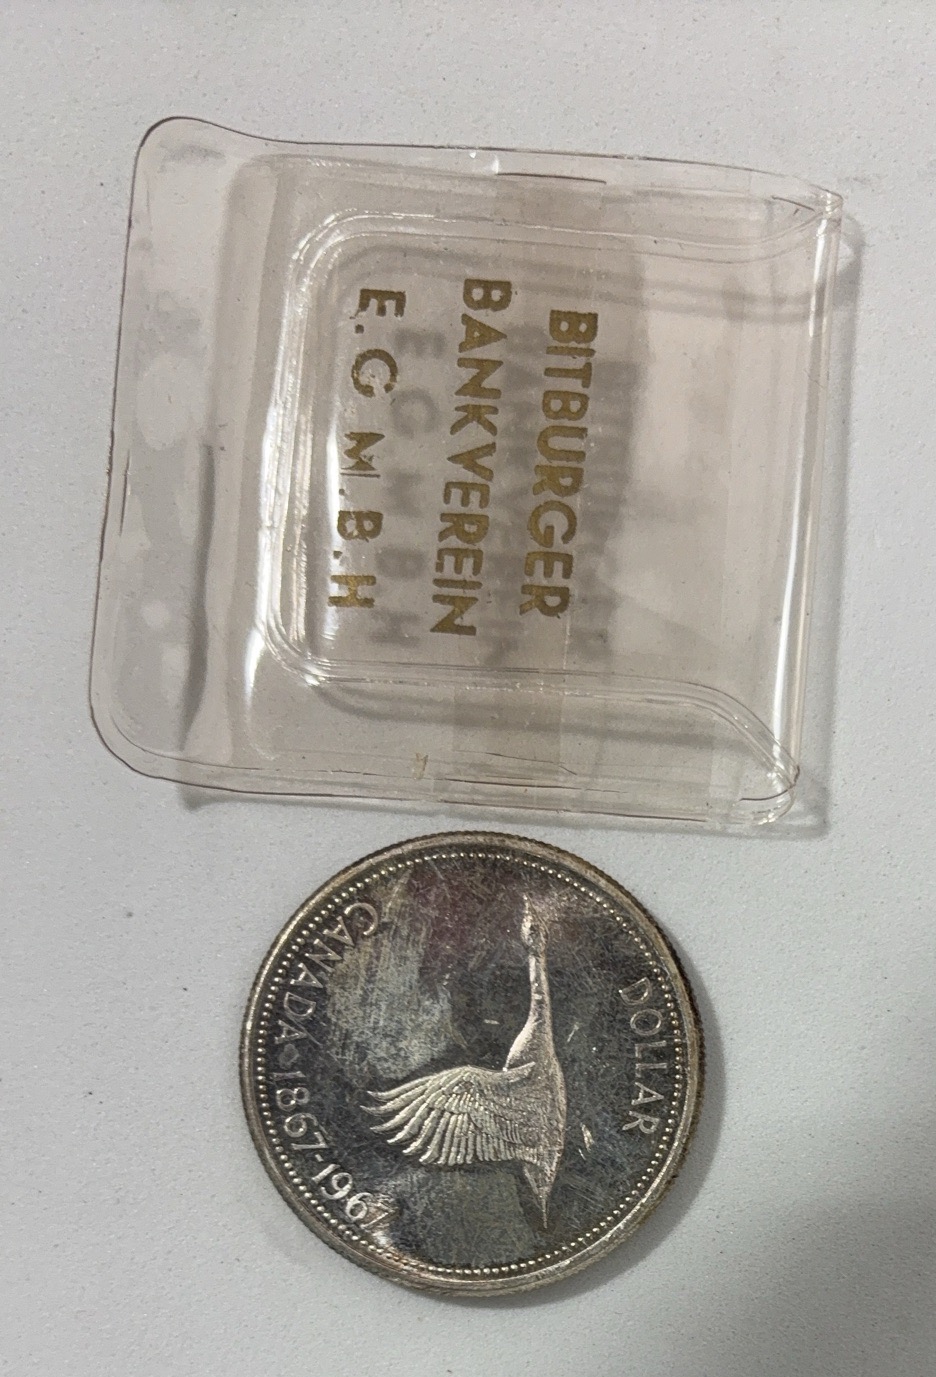 BITBURGER
BANKVEREIN
E.G M.B.H
CANADA·1867-1967
DOLLAR